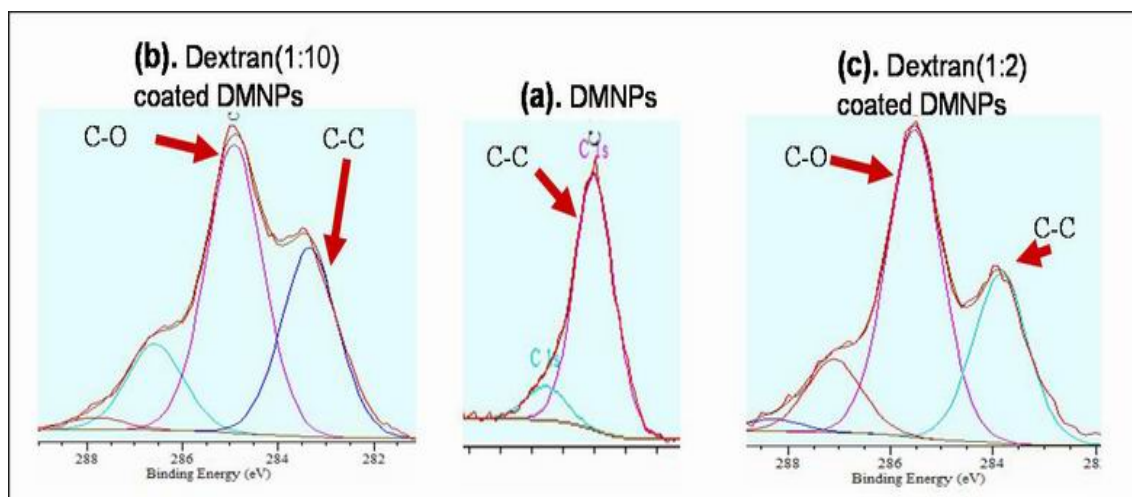 (b). Dextran(1:10)
coated DMNPs
C-O
C-C
C
288
286
284
282
Binding Energy (eV)
(a). DMNPs
C-C
C 1s
C 1s
(c). Dextran(1:2)
coated DMNPs
C-O
C-C
288
286
284
28
Binding Energy (eV)